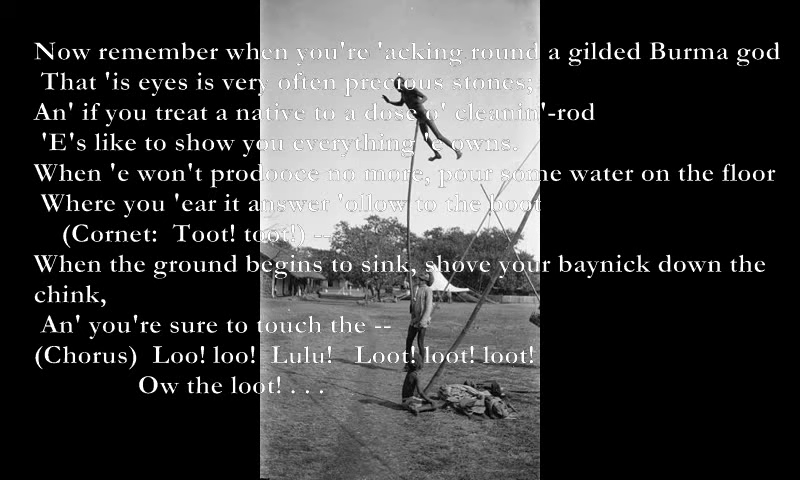 Now remember when you're 'acking round a gilded Burma god
That 'is eyes is very often precious stones;
An' if you treat a native to a dose o' cleanin'-rod
'E's like to show you everything 'e owns.
When 'e won't prodooce no more, pour some water on the floor
Where you 'ear it answer 'ollow to the boot
(Cornet: Toot! toot!) --
When the ground begins to sink, shove your baynick down the
chink,
An' you're sure to touch the --
(Chorus) Loo! loo! Lulu! Loot! loot! loot!
Ow the loot! . . .